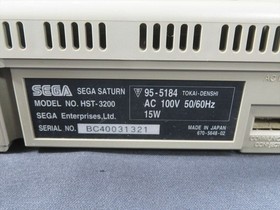 SEGA SEGA SATURN
MODEL NO. HST-3200
SEGA Enterprises,Ltd.
SERIAL NO. BC40031321
95-5184 TOKAI-DENSHI
AC 100V 50/60Hz
15W
MADE IN JAPAN
670-5648-02